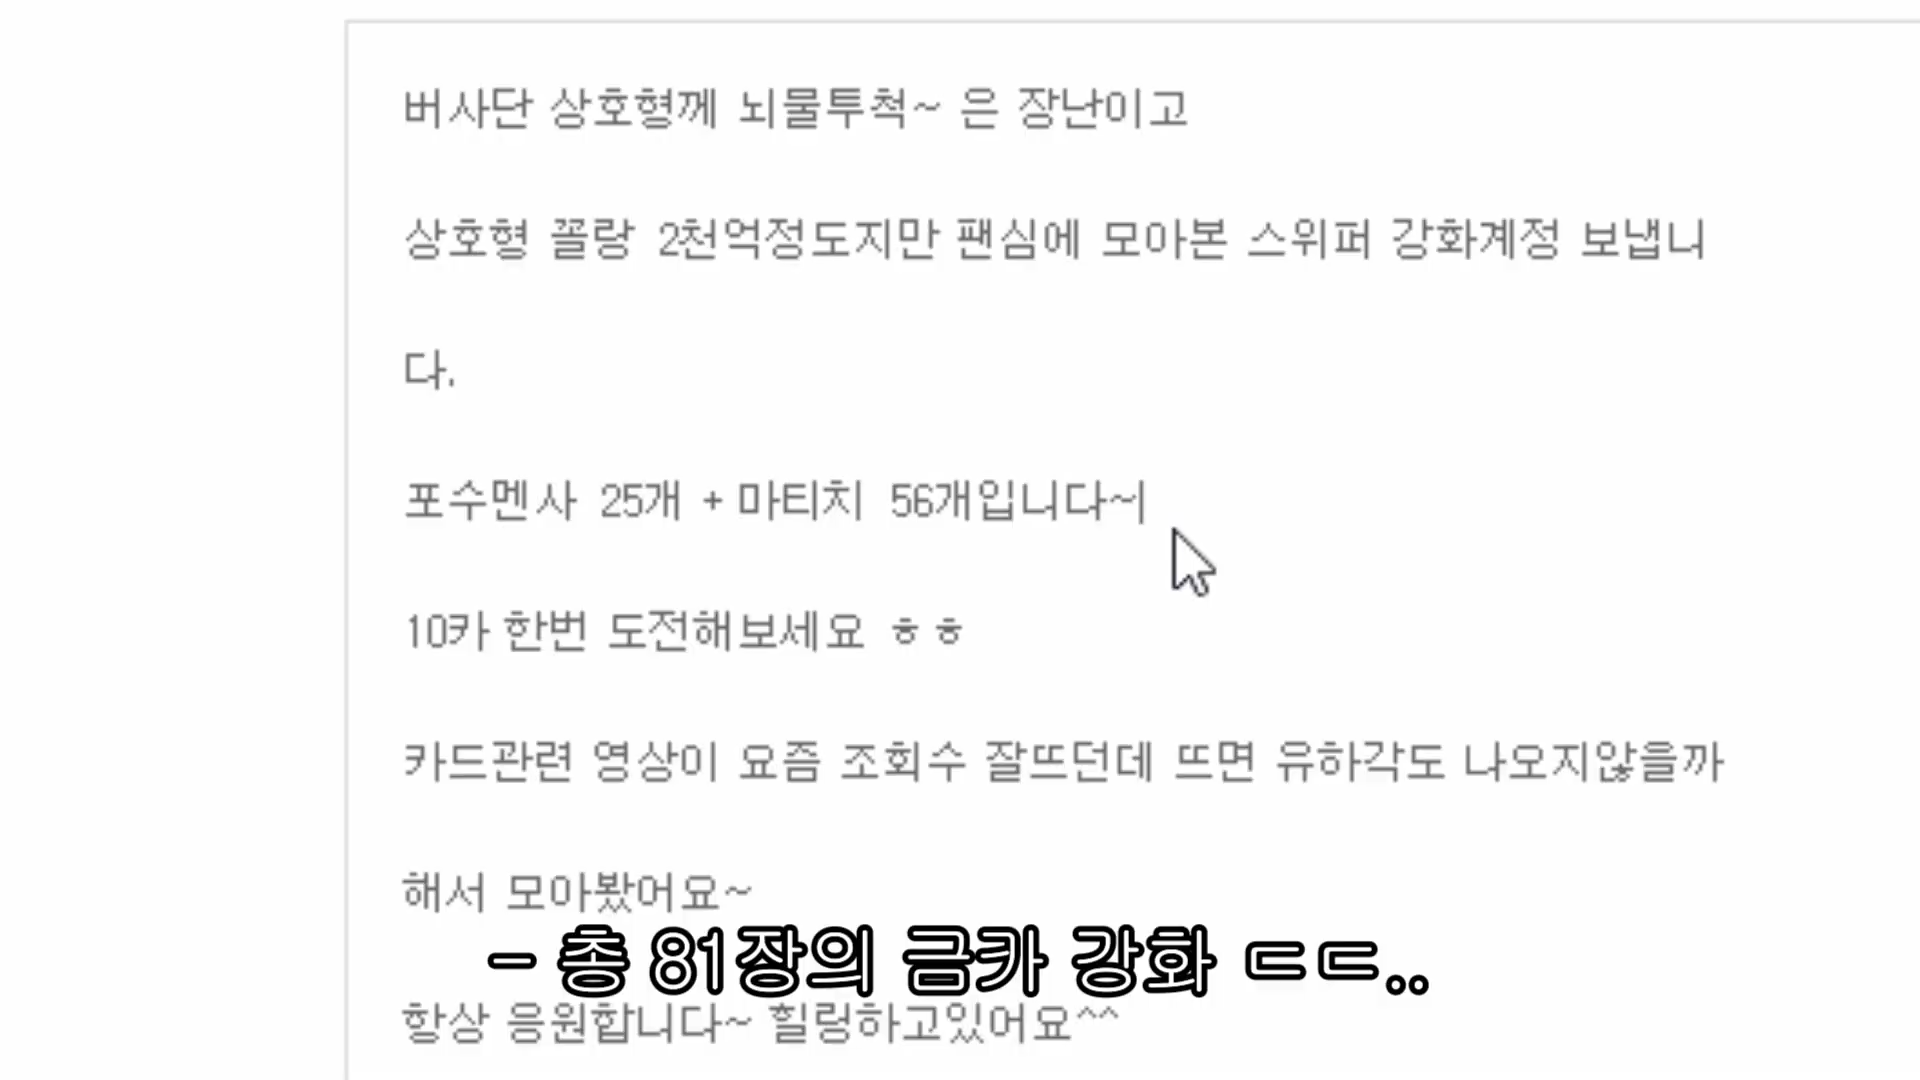 버사단 상호형께 뇌물투척~ 은 장난이고
상호형 꼴랑 2천억정도지만 팬심에 모아본 스위퍼 강화계정 보냅니
다.
포수멘사 25개 + 마티치 56개입니다~
10카 한번 도전해보세요 ㅎㅎ
카드관련 영상이 요즘 조회수 잘뜨던데 뜨면 유하각도 나오지않을까
해서 모아봤어요~
- 총 81장의 금카 강화 ㄷㄷ..
항상 응원합니다~ 힐링하고있어요^^